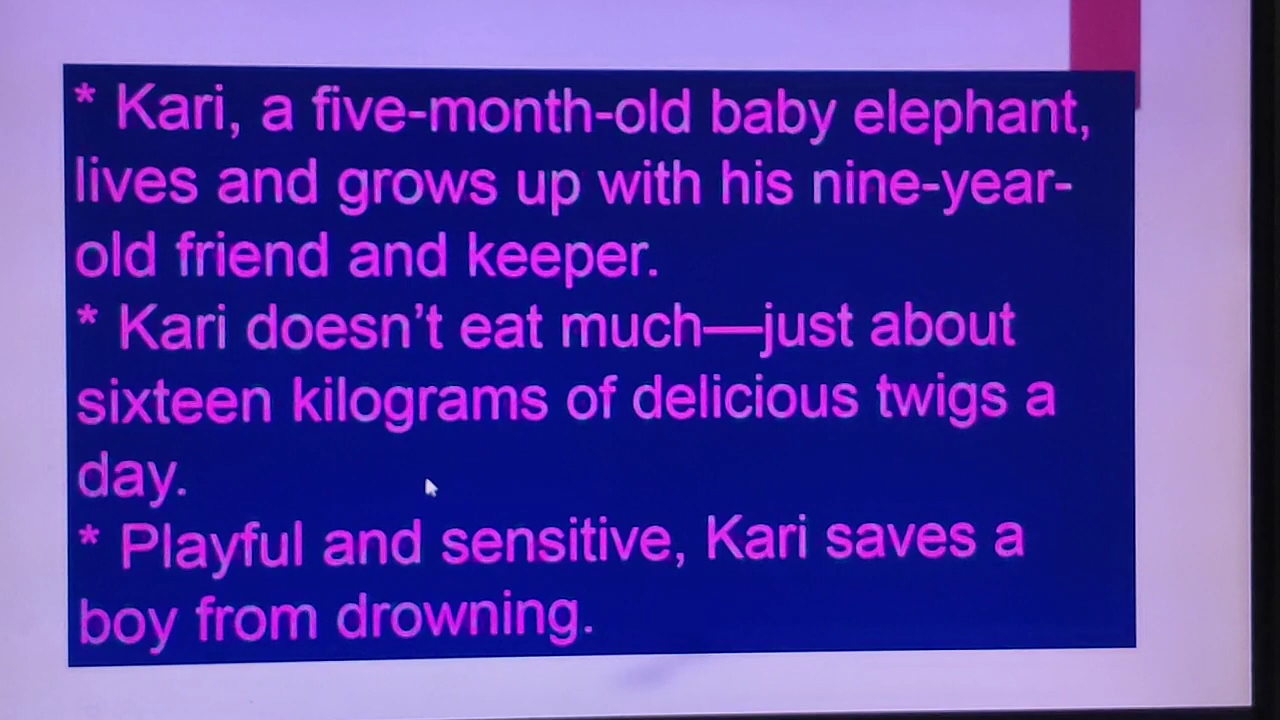 * Kari, a five-month-old baby elephant,
lives and grows up with his nine-year-
old friend and keeper.
* Kari doesn’t eat much—just about
sixteen kilograms of delicious twigs a
day.
* Playful and sensitive, Kari saves a
boy from drowning.